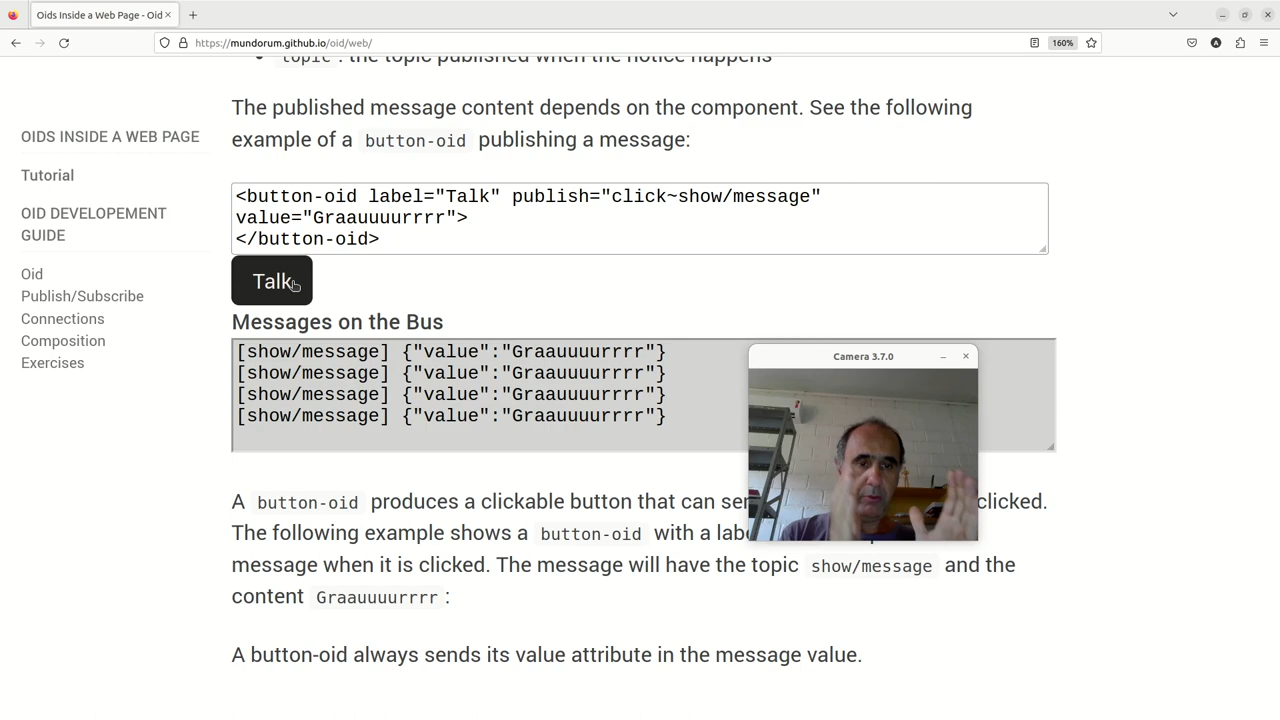 Oids Inside a Web Page - Oid
https://mundorum.github.io/oid/web/
160%
topic : the topic published when the notice happens
The published message content depends on the component. See the following
example of a button-oid publishing a message:
OIDS INSIDE A WEB PAGE
Tutorial
OID DEVELOPEMENT
GUIDE
Oid
Publish/Subscribe
Connections
Composition
Exercises
<button-oid label="Talk" publish="click~show/message"
value="Graauuuurrrr">
</button-oid>
Talk
Messages on the Bus
[show/message] {"value":"Graauuuurrrr"}
[show/message] {"value":"Graauuuurrrr"}
[show/message] {"value":"Graauuuurrrr"}
[show/message] {"value":"Graauuuurrrr"}
Camera 3.7.0
A button-oid produces a clickable button that can clicked.
The following example shows a button-oid with a
message when it is clicked. The message will have the topic show/message and the
content Graauuuurrrr :
A button-oid always sends its value attribute in the message value.